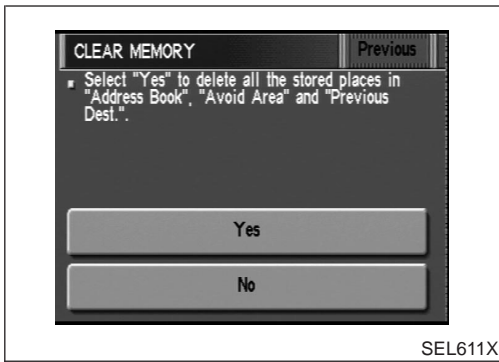 CLEAR MEMORY
Previous
Select "Yes" to delete all the stored places in
"Address Book", "Avoid Area" and "Previous
Dest.".
Yes
No
SEL611X